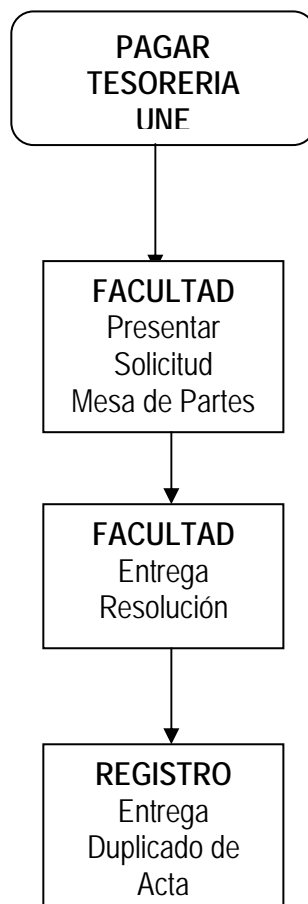 PAGAR
TESORERIA
UNE
FACULTAD
Presentar
Solicitud
Mesa de Partes
FACULTAD
Entrega
Resolución
REGISTRO
Entrega
Duplicado de
Acta